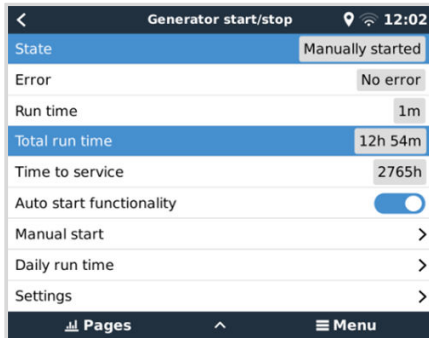 Generator start/stop 12:02
State Manually started
Error No error
Run time 1m
Total run time 12h 54m
Time to service 2765h
Auto start functionality
Manual start
Daily run time
Settings
Pages Menu